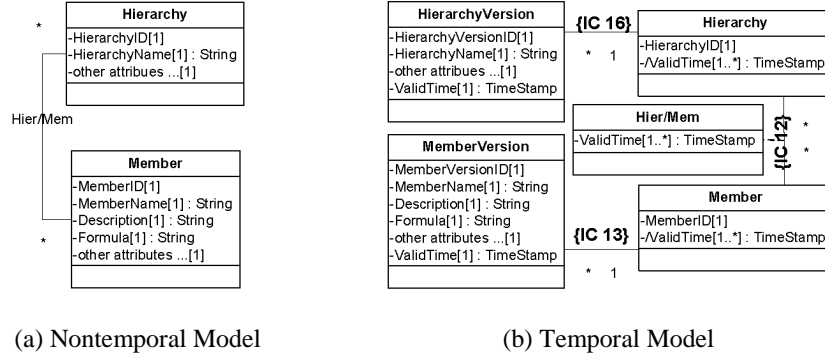 Hierarchy
*
-HierarchyID[1]
-HierarchyName[1] : String
-other attribues ...[1]
Hier/Mem
Member
-MemberID[1]
-MemberName[1] : String
-Description[1] : String
*
-Formula[1] : String
-other attributes ...[1]
(a) Nontemporal Model
HierarchyVersion
-HierarchyVersionID[1]
-HierarchyName[1] : String
-other attribues ...[1]
-ValidTime[1] : TimeStamp
{IC 16}
* 1
Hierarchy
-HierarchyID[1]
-/ValidTime[1..*] : TimeStamp
Hier/Mem
-ValidTime[1..*] : TimeStamp
{IC 12}
*
*
MemberVersion
-MemberVersionID[1]
-MemberName[1] : String
-Description[1] : String
-Formula[1] : String
-other attributes ...[1]
-ValidTime[1] : TimeStamp
{IC 13}
* 1
Member
-MemberID[1]
-/ValidTime[1..*] : TimeStamp
(b) Temporal Model